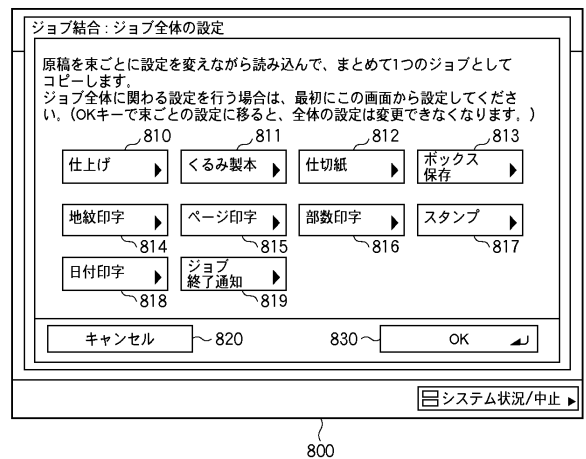 ジョブ結合：ジョブ全体の設定
原稿を束ごとに設定を変えながら読み込んで、まとめて1つのジョブとして
コピーします。
ジョブ全体に関わる設定を行う場合は、最初にこの画面から設定してくださ
い。（OKキーで束ごとの設定に移ると、全体の設定は変更できなくなります。）
810 811 812 813
仕上げ くるみ製本 仕切紙 ボックス
保存
地紋印字 ページ印字 部数印字 スタンプ
814 815 816 817
日付印字 ジョブ
終了通知
818 819
キャンセル 820 830 OK
システム状況/中止
800